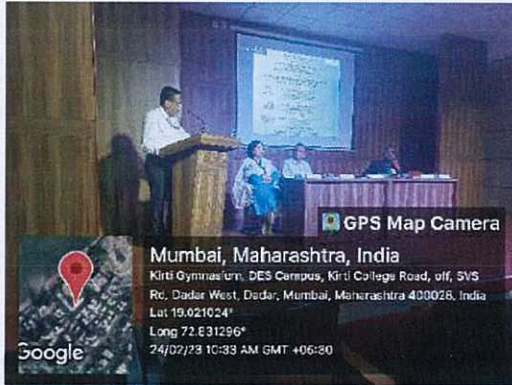 GPS Map Camera
Mumbai, Maharashtra, India
Kirti Gymnasium, DES Campus, Kirti College Road, off, SVS
Rd, Dadar West, Dadar, Mumbai, Maharashtra 400028, India
Lat 19.021024°
Long 72.831296°
24/02/23 10:33 AM GMT +05:30
Google